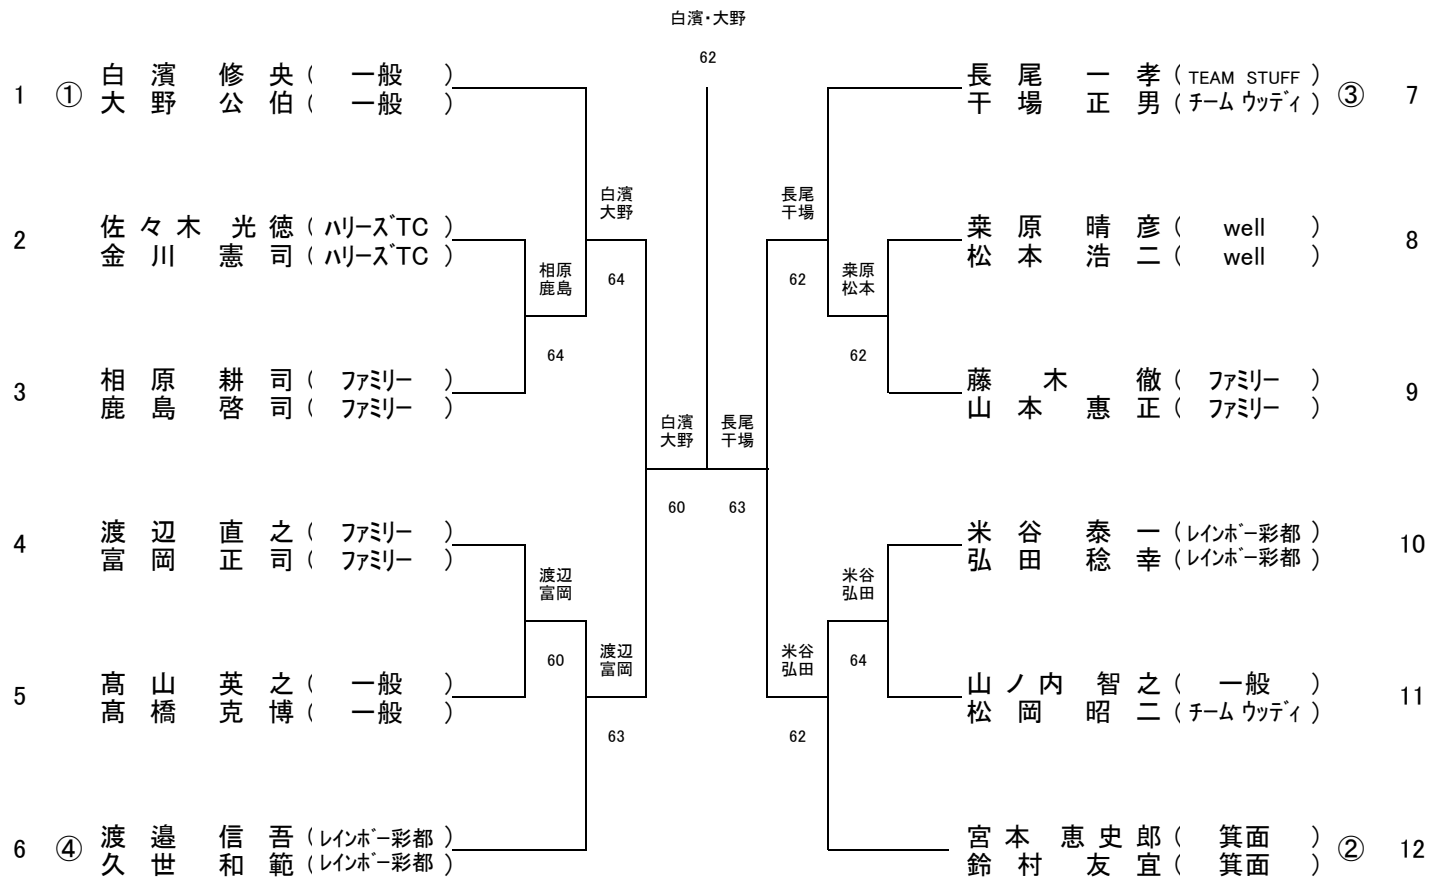 白濱・大野
62
1 ① 白濱 修央 ( 一般 )
大野 公伯 ( 一般 )
長尾 一孝 ( TEAM STUFF ) ③ 7
干場 正男 ( チーム ウッディ )
白濱
大野
長尾
干場
2 佐々木 光徳 ( ハリーズTC )
金川 憲司 ( ハリーズTC )
桒原 晴彦 ( well ) 8
松本 浩二 ( well )
相原
鹿島
64
62
桒原
松本
64
62
3 相原 耕司 ( ファミリー )
鹿島 啓司 ( ファミリー )
藤木 徹 ( ファミリー ) 9
山本 惠正 ( ファミリー )
白濱
大野
長尾
干場
60
63
4 渡辺 直之 ( ファミリー )
富岡 正司 ( ファミリー )
米谷 泰一 ( レインボー彩都 ) 10
弘田 稔幸 ( レインボー彩都 )
渡辺
富岡
米谷
弘田
60
渡辺
富岡
米谷
弘田
64
5 髙山 英之 ( 一般 )
髙橋 克博 ( 一般 )
山ノ内 智之 ( 一般 ) 11
松岡 昭二 ( チーム ウッディ )
63
62
6 ④ 渡邉 信吾 ( レインボー彩都 )
久世 和範 ( レインボー彩都 )
宮本 恵史郎 ( 箕面 ) ② 12
鈴村 友宜 ( 箕面 )